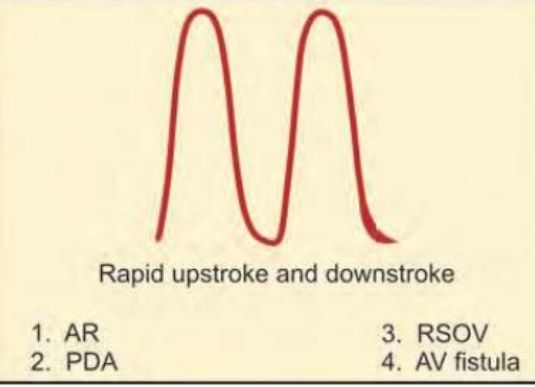 Rapid upstroke and downstroke
1. AR
2. PDA
3. RSOV
4. AV fistula